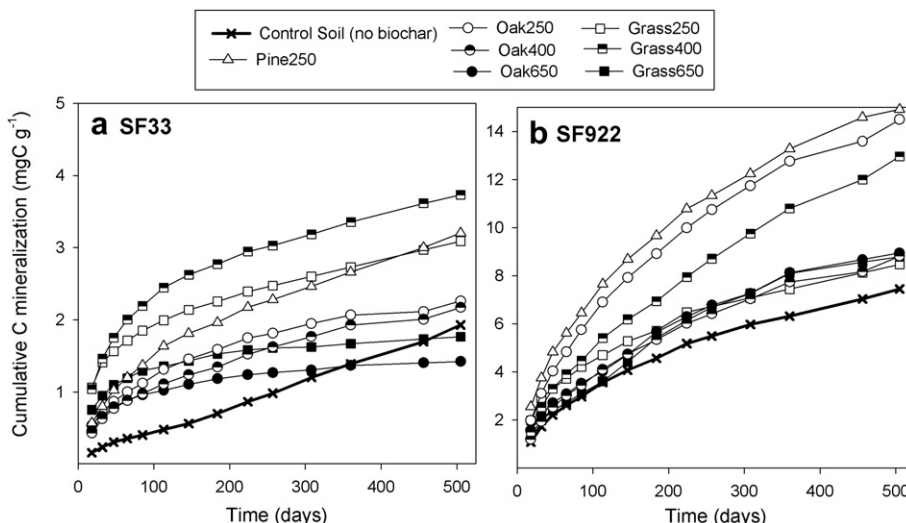 Control Soil (no biochar)
Pine250
Oak250
Oak400
Oak650
Grass250
Grass400
Grass650
Cumulative C mineralization (mgC g⁻¹)
5
4
3
2
1
a SF33
0 100 200 300 400 500
Time (days)
14
12
10
8
6
4
2
b SF922
0 100 200 300 400 500
Time (days)